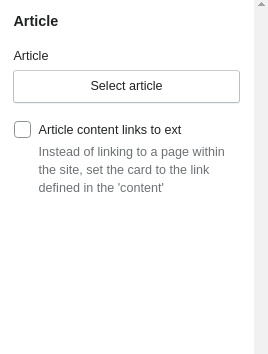 Article
Article
Select article
Article content links to ext
Instead of linking to a page within
the site, set the card to the link
defined in the 'content'